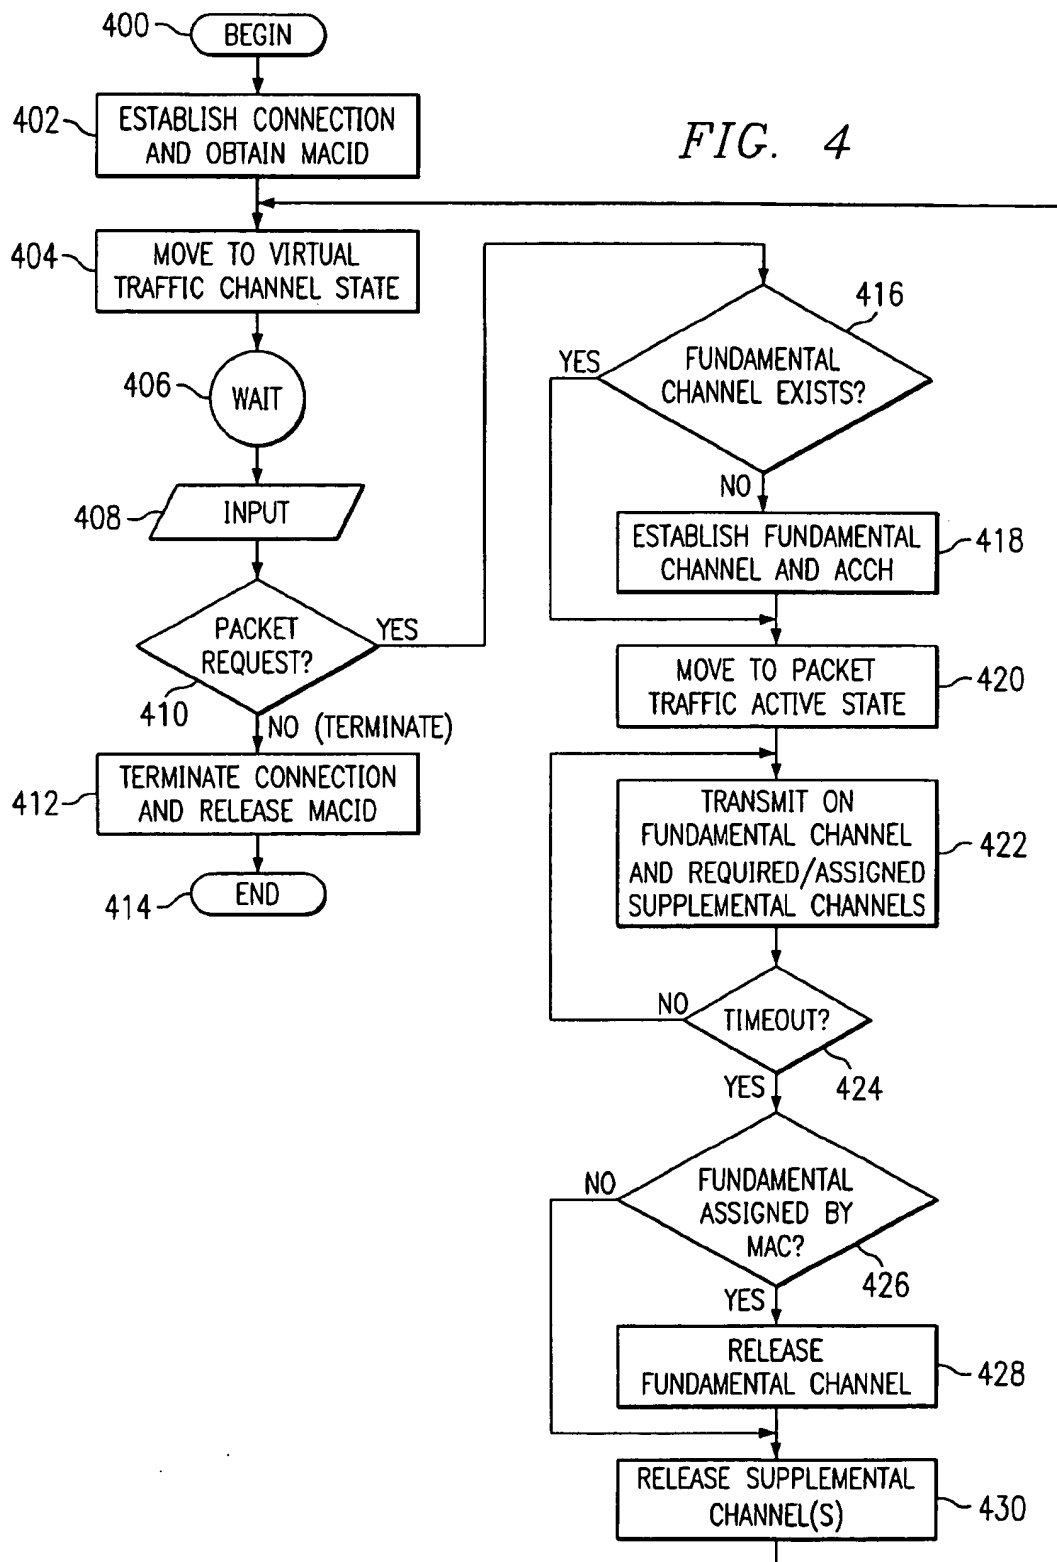 400
BEGIN
402
ESTABLISH CONNECTION
AND OBTAIN MACID
FIG. 4
404
MOVE TO VIRTUAL
TRAFFIC CHANNEL STATE
406
WAIT
408
INPUT
PACKET
REQUEST?
YES
410
NO (TERMINATE)
412
TERMINATE CONNECTION
AND RELEASE MACID
414
END
416
YES
FUNDAMENTAL
CHANNEL EXISTS?
NO
ESTABLISH FUNDAMENTAL
CHANNEL AND ACCH
418
MOVE TO PACKET
TRAFFIC ACTIVE STATE
420
TRANSMIT ON
FUNDAMENTAL CHANNEL
AND REQUIRED/ASSIGNED
SUPPLEMENTAL CHANNELS
422
NO
TIMEOUT?
424
YES
NO
FUNDAMENTAL
ASSIGNED BY
MAC?
426
YES
RELEASE
FUNDAMENTAL CHANNEL
428
RELEASE SUPPLEMENTAL
CHANNEL(S)
430